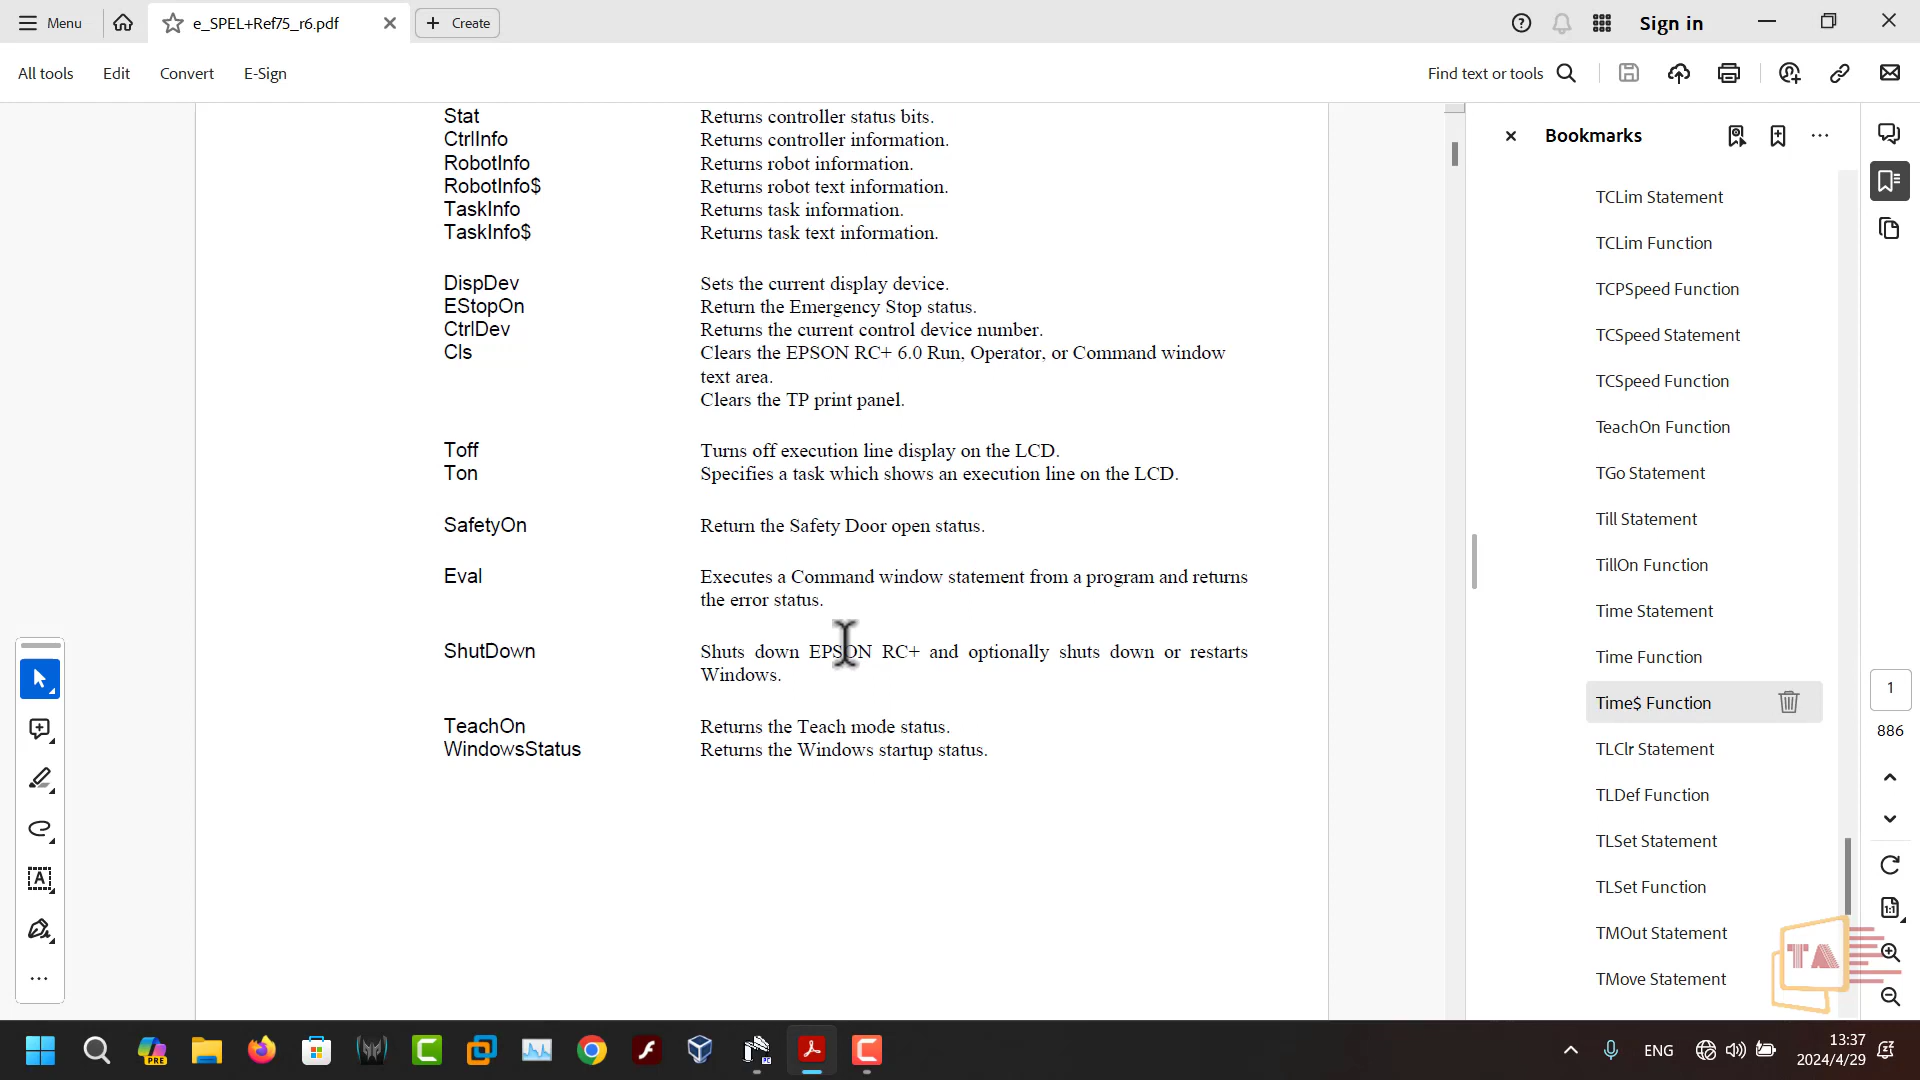 Menu
e_SPEL+Ref75_r6.pdf
Create
Sign in
All tools
Edit
Convert
E-Sign
Find text or tools
Stat Returns controller status bits.
CtrlInfo Returns controller information.
RobotInfo Returns robot information.
RobotInfo$ Returns robot text information.
TaskInfo Returns task information.
TaskInfo$ Returns task text information.
DispDev Sets the current display device.
EStopOn Return the Emergency Stop status.
CtrlDev Returns the current control device number.
Cls Clears the EPSON RC+ 6.0 Run, Operator, or Command window
text area.
Clears the TP print panel.
Toff Turns off execution line display on the LCD.
Ton Specifies a task which shows an execution line on the LCD.
SafetyOn Return the Safety Door open status.
Eval Executes a Command window statement from a program and returns
the error status.
ShutDown Shuts down EPSON RC+ and optionally shuts down or restarts
Windows.
TeachOn Returns the Teach mode status.
WindowsStatus Returns the Windows startup status.
Bookmarks
TCLim Statement
TCLim Function
TCPSpeed Function
TCSpeed Statement
TCSpeed Function
TeachOn Function
TGo Statement
Till Statement
TillOn Function
Time Statement
Time Function
Time$ Function
TLClr Statement
TLDef Function
TLSet Statement
TLSet Function
TMOut Statement
TMove Statement
1
886
1:1
TA
PRE
PC
ENG
13:37
2024/4/29